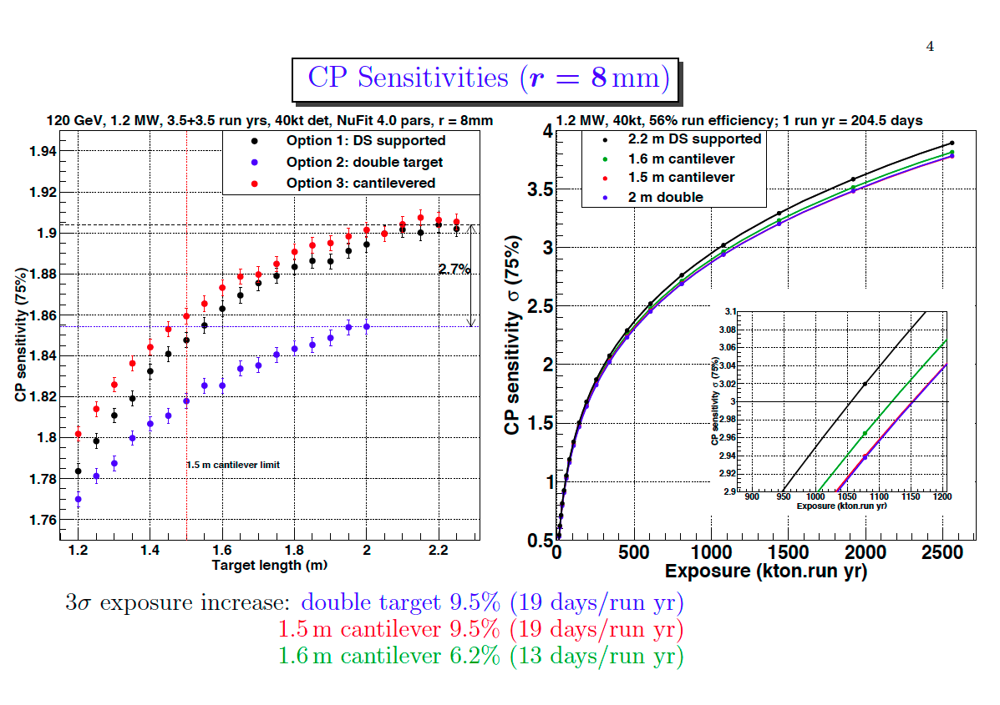 4
CP Sensitivities (r = 8 mm)
120 GeV, 1.2 MW, 3.5+3.5 run yrs, 40kt det, NuFit 4.0 pars, r = 8mm
Option 1: DS supported
Option 2: double target
Option 3: cantilevered
CP sensitivity (75%)
1.94
1.92
1.9
1.88
1.86
1.84
1.82
1.8
1.78
1.76
2.7%
1.5 m cantilever limit
1.2 1.4 1.6 1.8 2 2.2
Target length (m)
1.2 MW, 40kt, 56% run efficiency; 1 run yr = 204.5 days
2.2 m DS supported
1.6 m cantilever
1.5 m cantilever
2 m double
CP sensitivity σ (75%)
4
3.5
3
2.5
2
1.5
1
0.5
0 500 1000 1500 2000 2500
Exposure (kton.run yr)
CP sensitivity σ (75%)
3.1
3.08
3.06
3.04
3.02
3
2.98
2.96
2.94
2.92
2.9
900 950 1000 1050 1100 1150 1200
Exposure (kton.run yr)
3σ exposure increase: double target 9.5% (19 days/run yr)
1.5 m cantilever 9.5% (19 days/run yr)
1.6 m cantilever 6.2% (13 days/run yr)